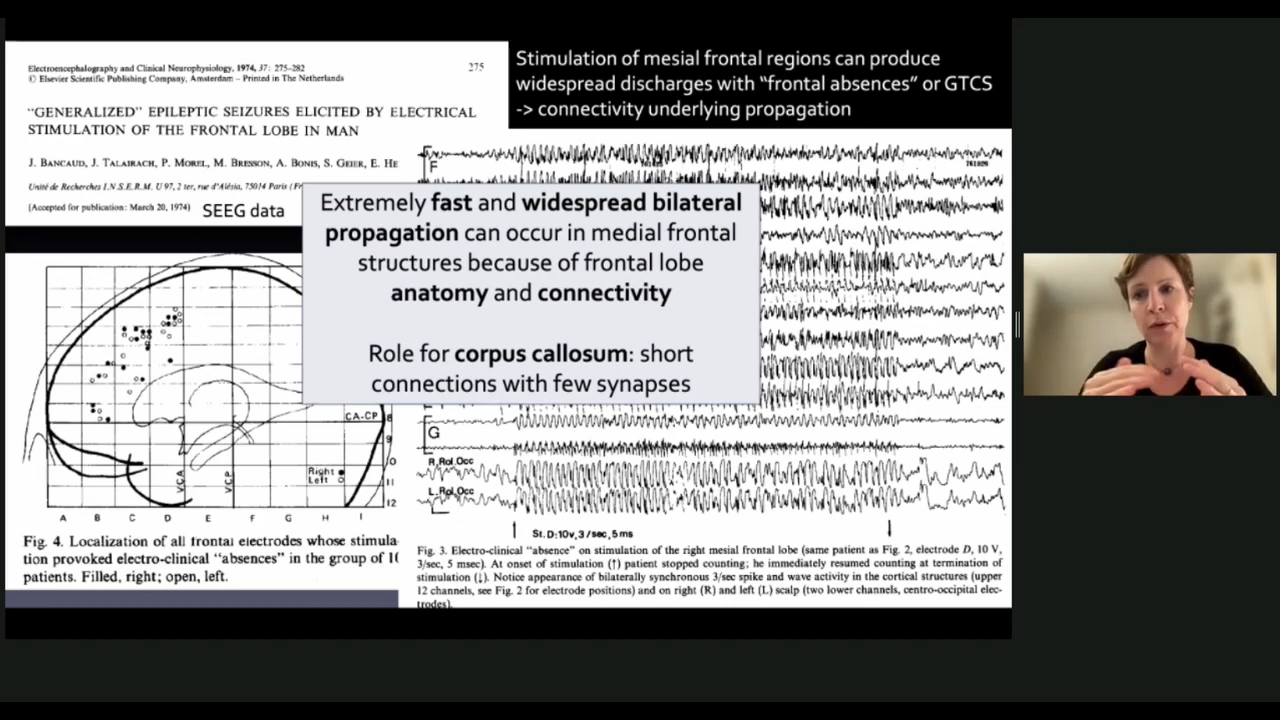 Electroencephalography and Clinical Neurophysiology, 1974, 37: 275-282
© Elsevier Scientific Publishing Company, Amsterdam – Printed in The Netherlands
275
"GENERALIZED" EPILEPTIC SEIZURES ELICITED BY ELECTRICAL
STIMULATION OF THE FRONTAL LOBE IN MAN
J. BANCAUD, J. TALAIRACH, P. MOREL, M. BRESSON, A. BONIS, S. GEIER, E. HE
Unité de Recherches I.N.S.E.R.M. U 97, 2 ter, rue d'Alésia, 75014 Paris (Fr
(Accepted for publication: March 20, 1974)
SEEG data
Stimulation of mesial frontal regions can produce
widespread discharges with "frontal absences" or GTCS
-> connectivity underlying propagation
Extremely fast and widespread bilateral
propagation can occur in medial frontal
structures because of frontal lobe
anatomy and connectivity
Role for corpus callosum: short
connections with few synapses
F
G
R.Rol.Occ
L.Rol.Occ
St. D: 10v, 3/sec, 5 ms
CA-CP
8
9
10
11
12
Right
Left
VCA
VCP
A B C D E F G H I
Fig. 4. Localization of all frontal electrodes whose stimula
tion provoked electro-clinical "absences" in the group of 1(
patients. Filled, right; open, left.
Fig. 3. Electro-clinical "absence" on stimulation of the right mesial frontal lobe (same patient as Fig. 2, electrode D, 10 V,
3/sec, 5 msec). At onset of stimulation (↑) patient stopped counting; he immediately resumed counting at termination of
stimulation (↓). Notice appearance of bilaterally synchronous 3/sec spike and wave activity in the cortical structures (upper
12 channels, see Fig. 2 for electrode positions) and on right (R) and left (L) scalp (two lower channels, centro-occipital elec-
trodes).